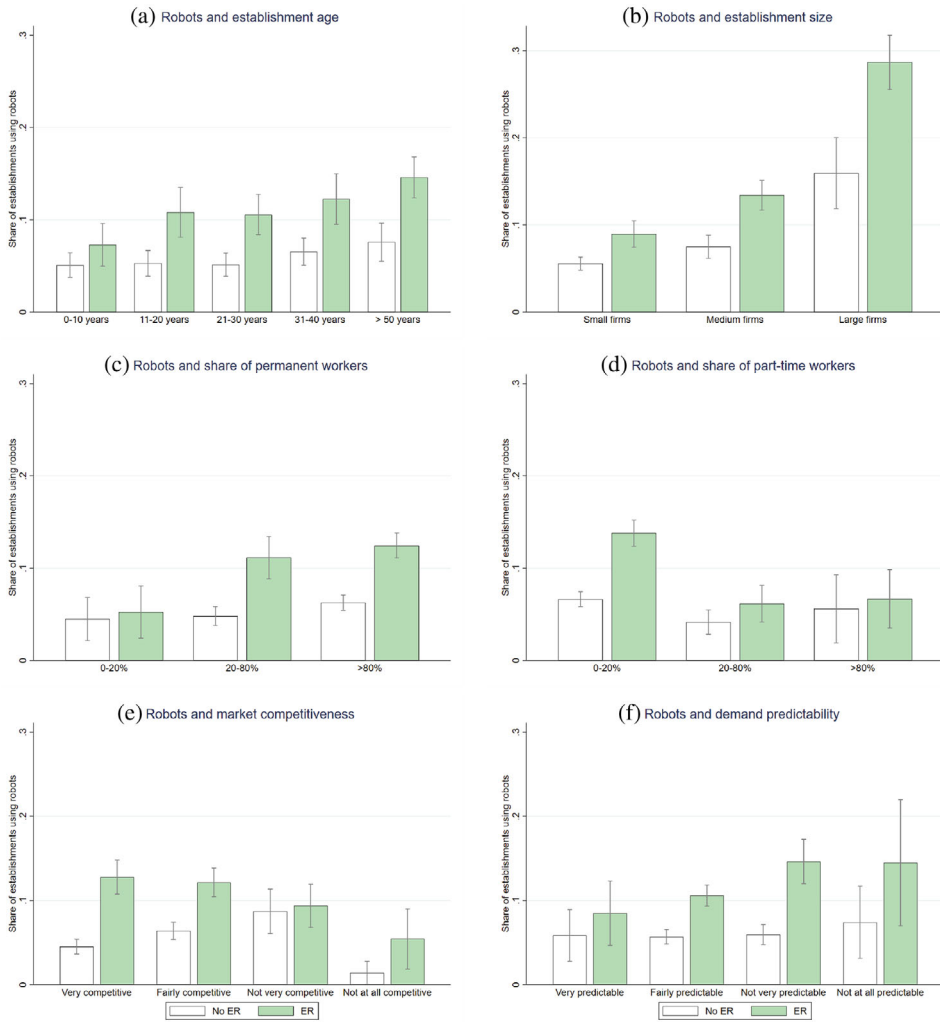 (a) Robots and establishment age
Share of establishments using robots
0 .1 .2 .3
0-10 years 11-20 years 21-30 years 31-40 years > 50 years
(b) Robots and establishment size
Share of establishments using robots
0 .1 .2 .3
Small firms Medium firms Large firms
(c) Robots and share of permanent workers
Share of establishments using robots
0 .1 .2 .3
0-20% 20-80% >80%
(d) Robots and share of part-time workers
Share of establishments using robots
0 .1 .2 .3
0-20% 20-80% >80%
(e) Robots and market competitiveness
Share of establishments using robots
0 .1 .2 .3
Very competitive Fairly competitive Not very competitive Not at all competitive
No ER ER
(f) Robots and demand predictability
Share of establishments using robots
0 .1 .2 .3
Very predictable Fairly predictable Not very predictable Not at all predictable
No ER ER